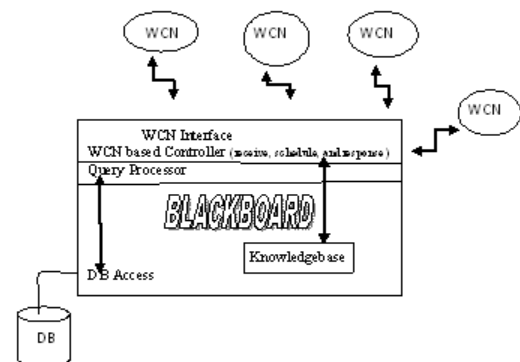 WCN
WCN
WCN
WCN
WCN Interface
WCN based Controller (receive, schedule, and response)
Query Processor
BLACKBOARD
Knowledgebase
DB Access
DB